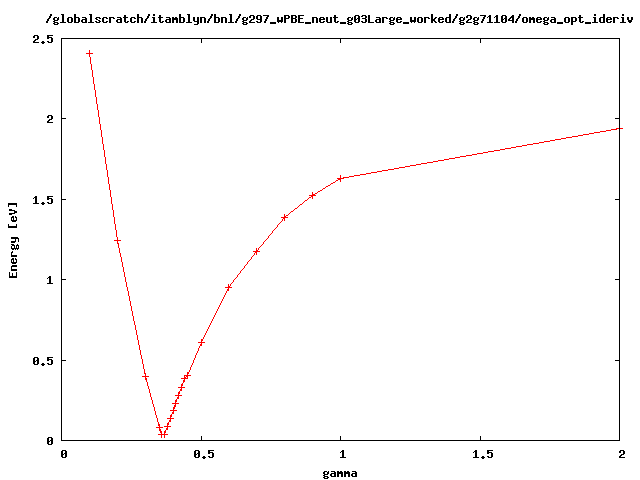 /globalscratch/itamblyn/bnl/g297_wPBE_neut_g03Large_worked/g2g71104/omega_opt_ideriv
2.5
2
1.5
1
0.5
0
Energy [eV]
0 0.5 1 1.5 2
gamma